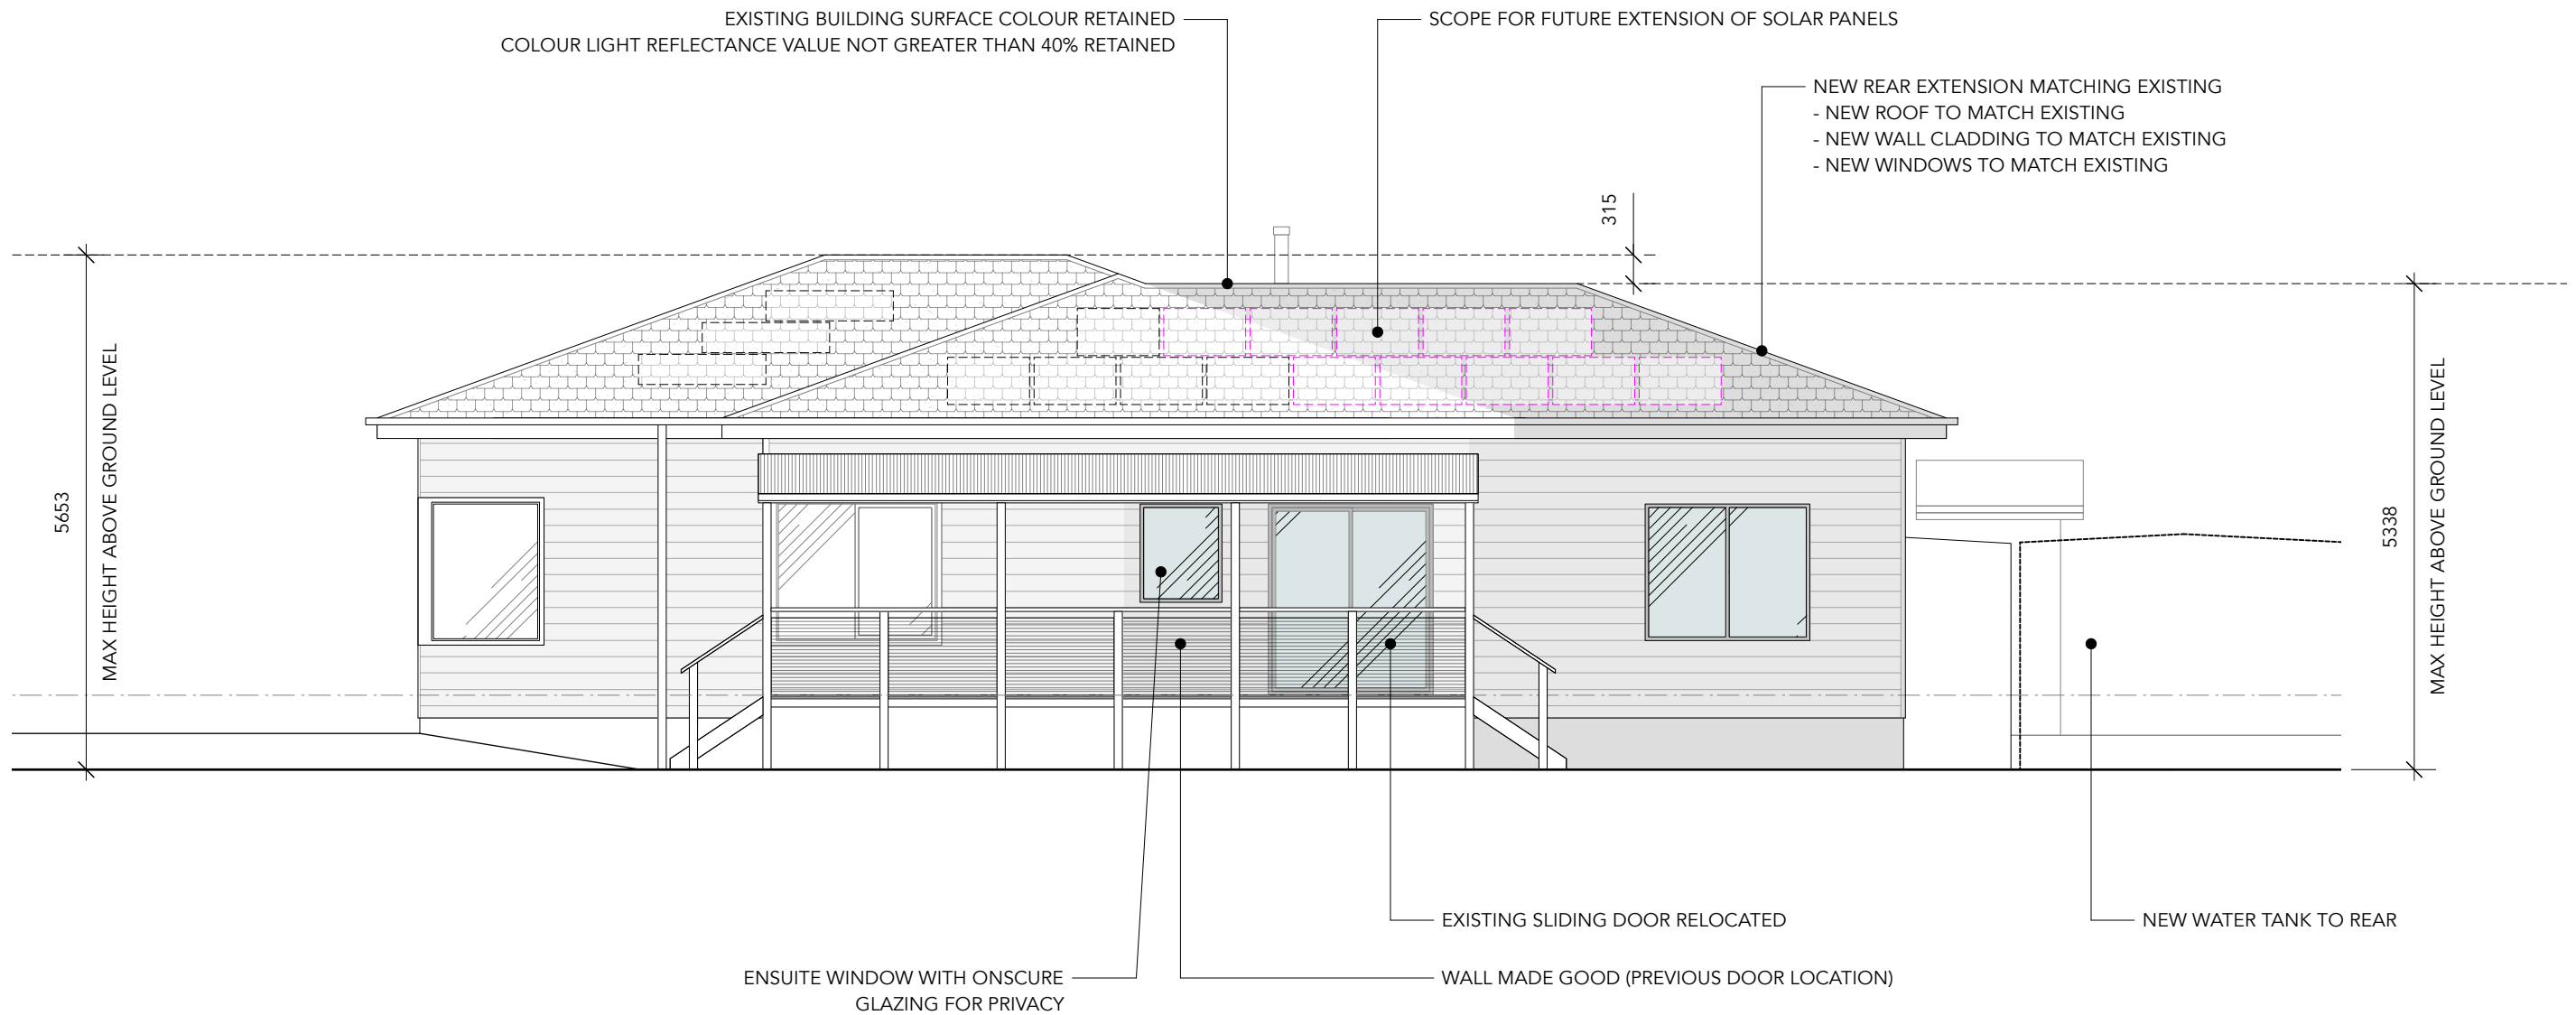 EXISTING BUILDING SURFACE COLOUR RETAINED
COLOUR LIGHT REFLECTANCE VALUE NOT GREATER THAN 40% RETAINED
SCOPE FOR FUTURE EXTENSION OF SOLAR PANELS
NEW REAR EXTENSION MATCHING EXISTING
- NEW ROOF TO MATCH EXISTING
- NEW WALL CLADDING TO MATCH EXISTING
- NEW WINDOWS TO MATCH EXISTING
315
5653
MAX HEIGHT ABOVE GROUND LEVEL
5338
MAX HEIGHT ABOVE GROUND LEVEL
EXISTING SLIDING DOOR RELOCATED
NEW WATER TANK TO REAR
ENSUITE WINDOW WITH ONSCURE
GLAZING FOR PRIVACY
WALL MADE GOOD (PREVIOUS DOOR LOCATION)